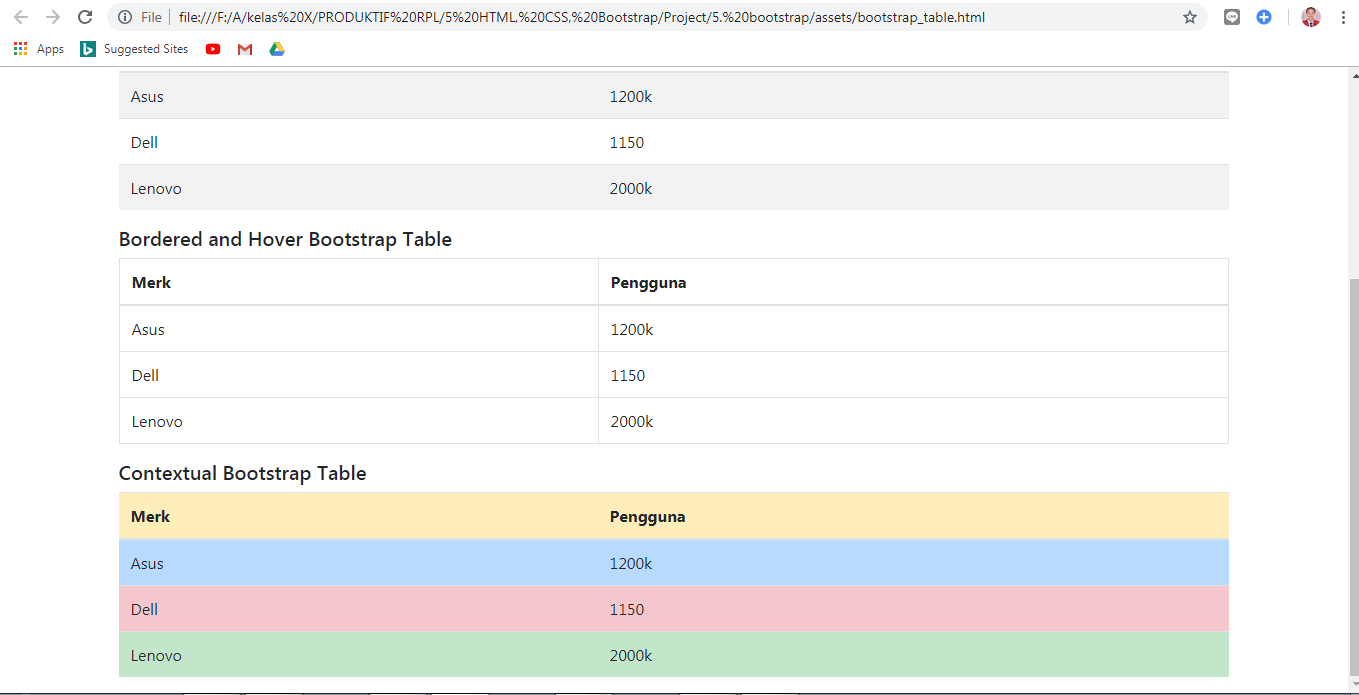 File file:///F:/A/kelas%20X/PRODUKTIF%20RPL/5%20HTML,%20CSS,%20Bootstrap/Project/5.%20bootstrap/assets/bootstrap_table.html
Apps Suggested Sites
Asus 1200k
Dell 1150
Lenovo 2000k
Bordered and Hover Bootstrap Table
Merk Pengguna
Asus 1200k
Dell 1150
Lenovo 2000k
Contextual Bootstrap Table
Merk Pengguna
Asus 1200k
Dell 1150
Lenovo 2000k